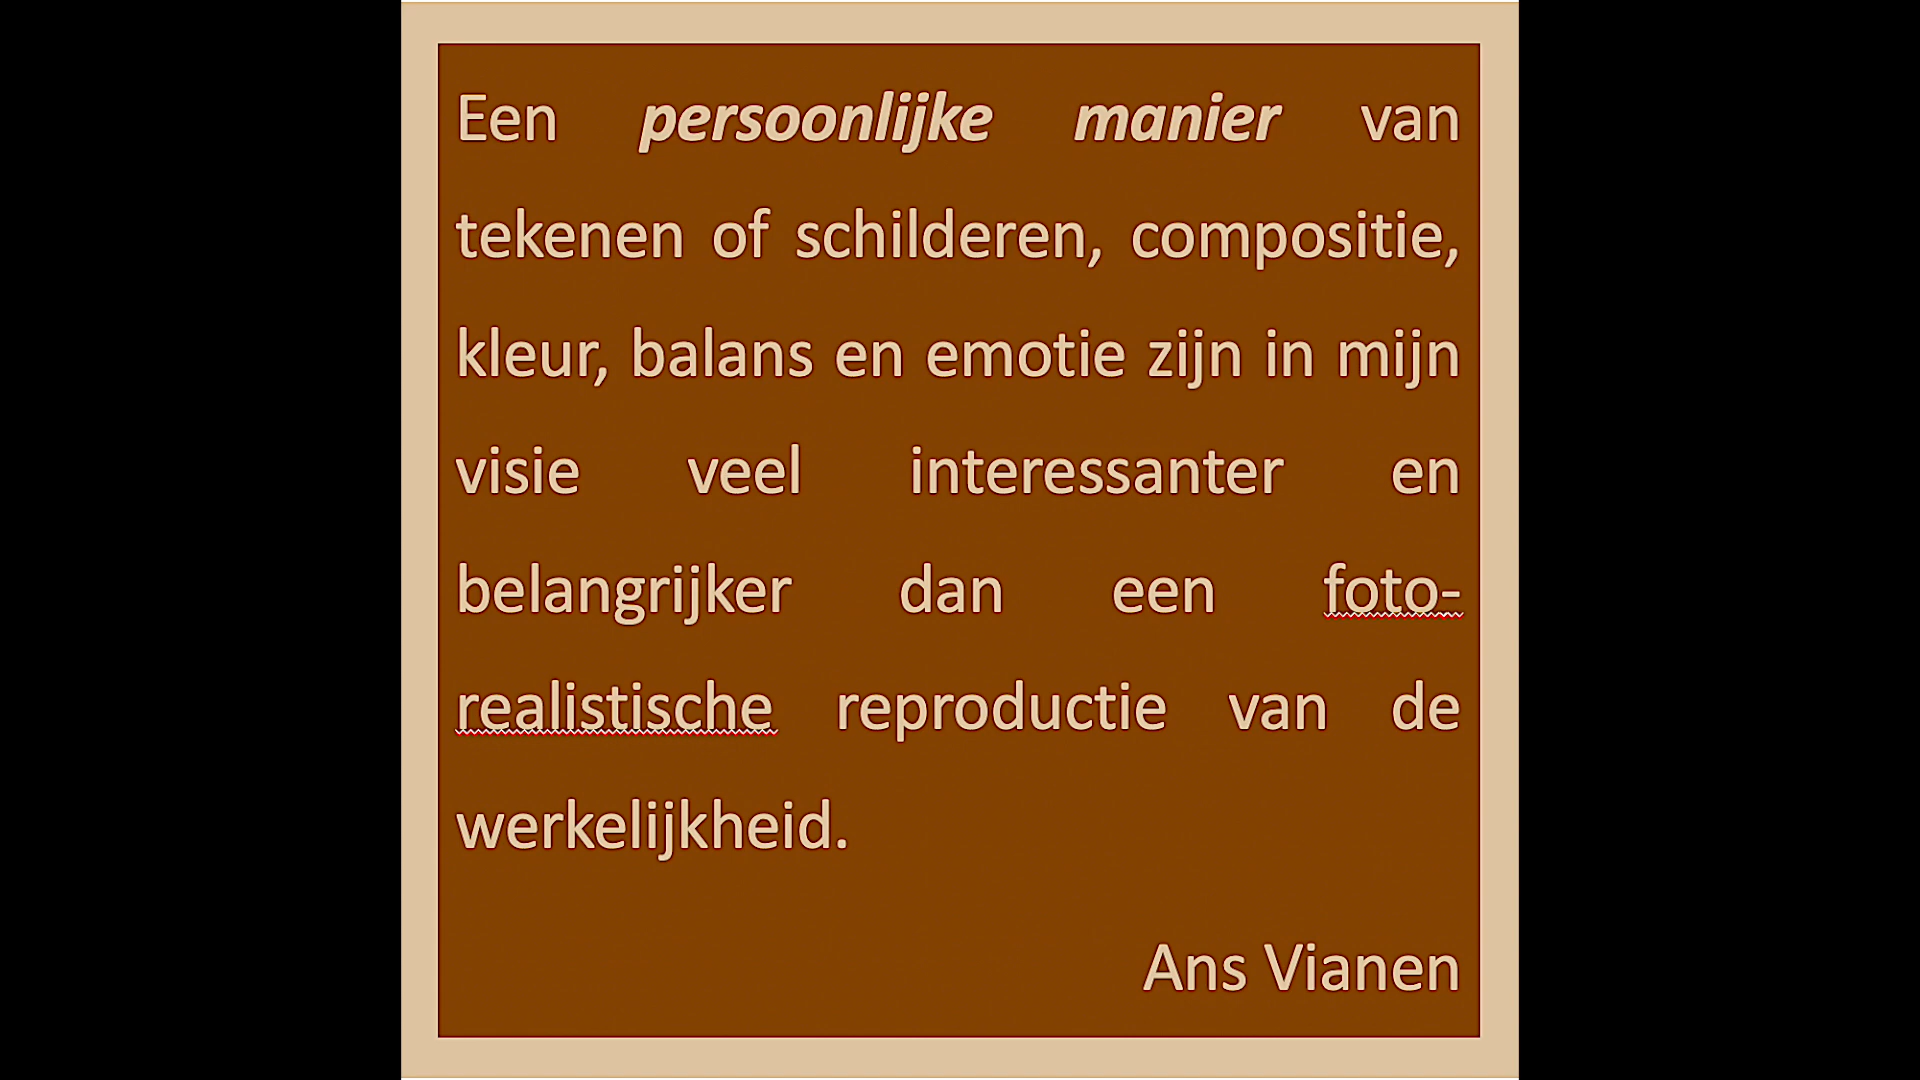 Een persoonlijke manier van
tekenen of schilderen, compositie,
kleur, balans en emotie zijn in mijn
visie veel interessanter en
belangrijker dan een foto-
realistische reproductie van de
werkelijkheid.
Ans Vianen